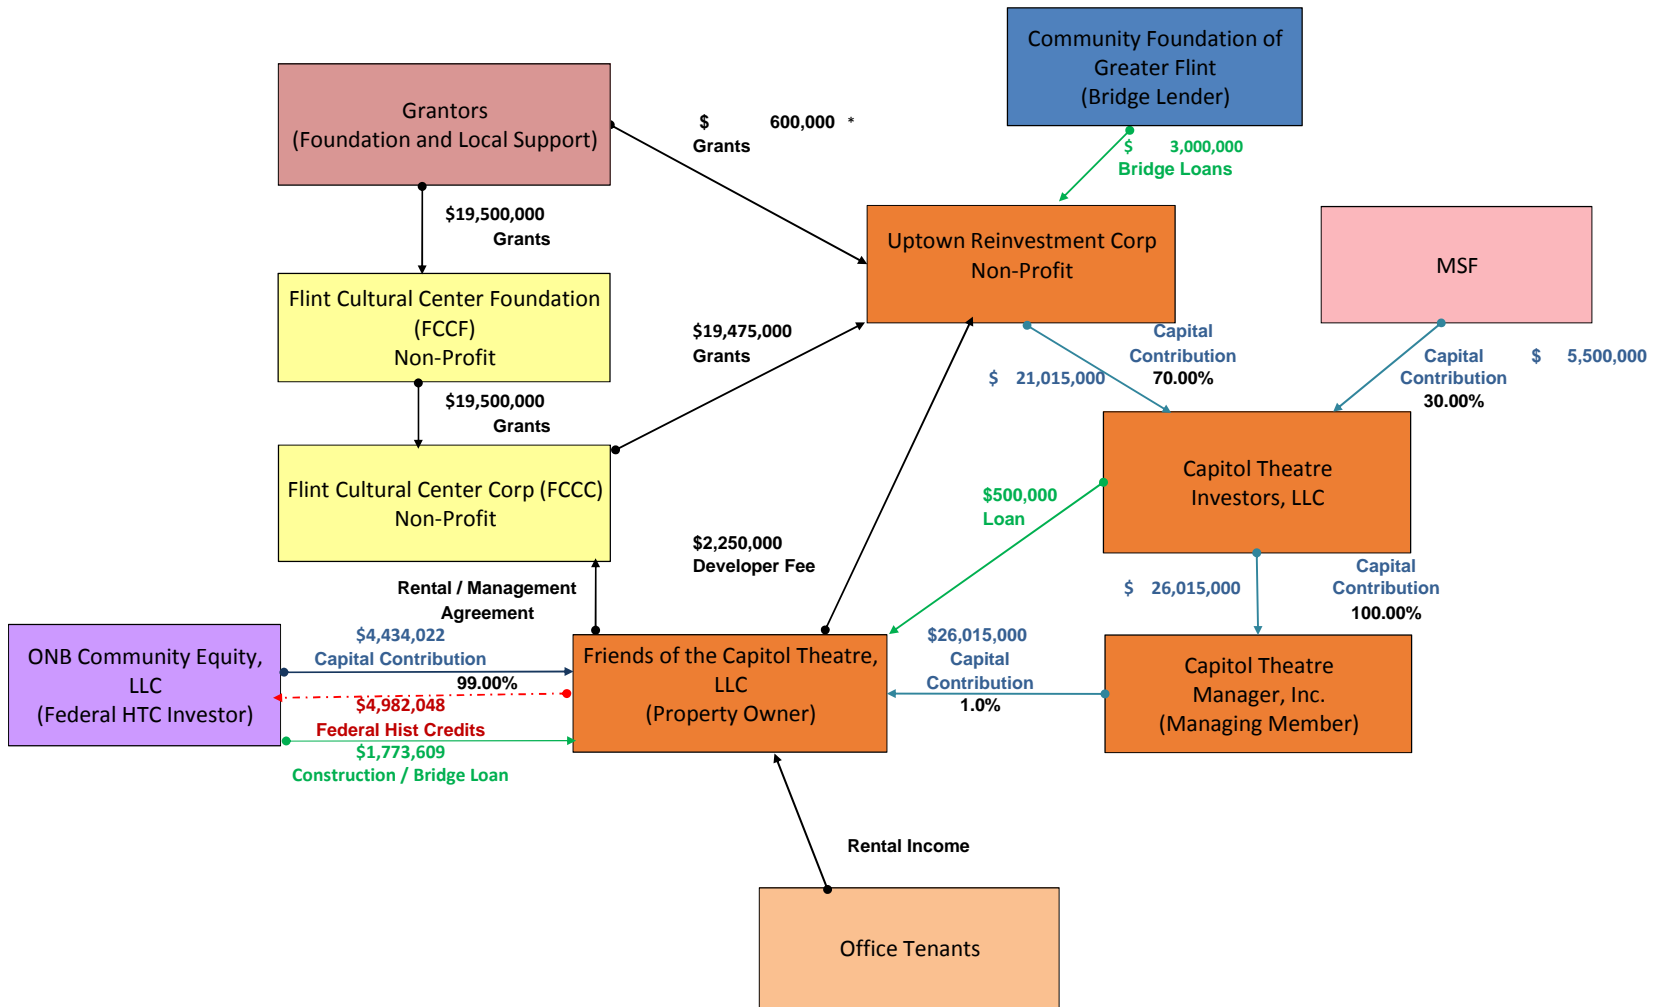 Community Foundation of
Greater Flint
(Bridge Lender)
Grantors
(Foundation and Local Support)
$ 600,000 *
Grants
$ 3,000,000
Bridge Loans
$19,500,000
Grants
Uptown Reinvestment Corp
Non-Profit
MSF
Flint Cultural Center Foundation
(FCCF)
Non-Profit
$19,475,000
Grants
Capital
Contribution
70.00%
$ 21,015,000
Capital
Contribution
30.00%
$ 5,500,000
$19,500,000
Grants
Flint Cultural Center Corp (FCCC)
Non-Profit
Capitol Theatre
Investors, LLC
$500,000
Loan
$2,250,000
Developer Fee
Rental / Management
Agreement
$ 26,015,000
Capital
Contribution
100.00%
ONB Community Equity,
LLC
(Federal HTC Investor)
$4,434,022
Capital Contribution
99.00%
$4,982,048
Federal Hist Credits
$1,773,609
Construction / Bridge Loan
Friends of the Capitol Theatre,
LLC
(Property Owner)
$26,015,000
Capital
Contribution
1.0%
Capitol Theatre
Manager, Inc.
(Managing Member)
Rental Income
Office Tenants